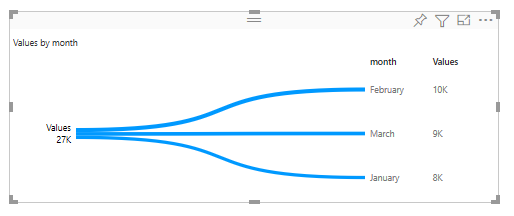 Values by month
month Values
February 10K
Values
27K
March 9K
January 8K